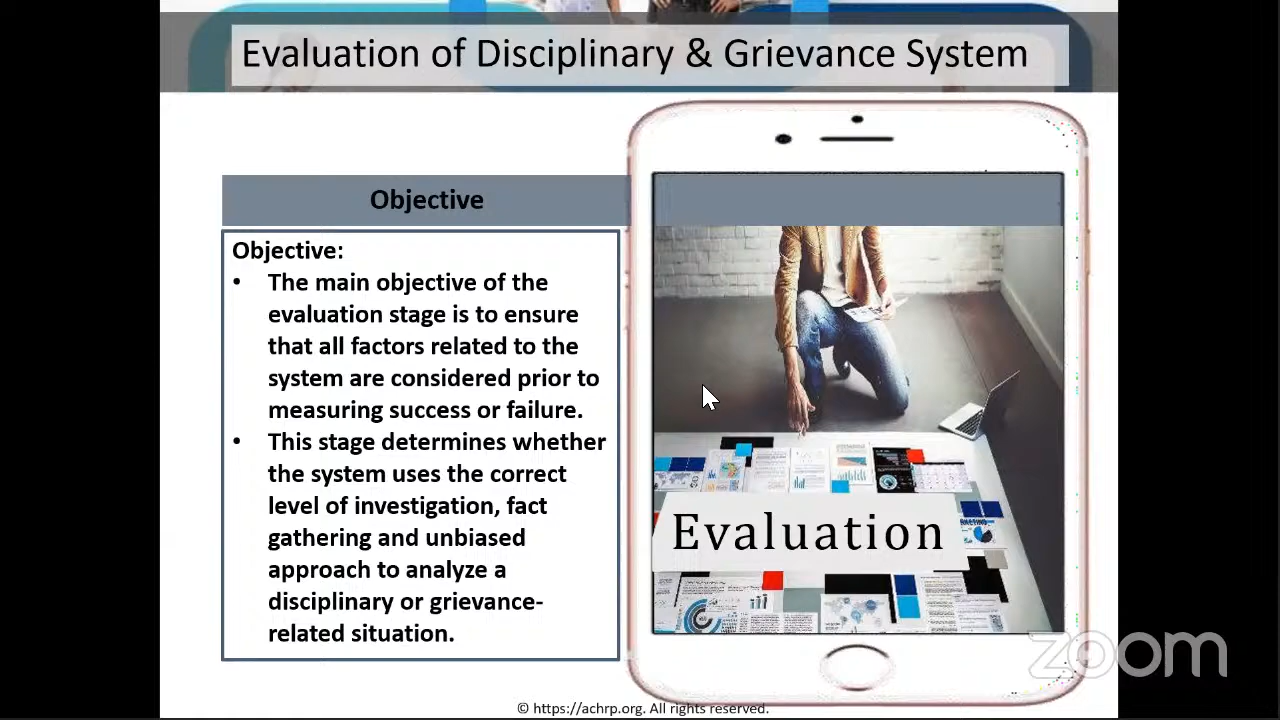 Evaluation of Disciplinary & Grievance System
Objective
Objective:
• The main objective of the
evaluation stage is to ensure
that all factors related to the
system are considered prior to
measuring success or failure.
• This stage determines whether
the system uses the correct
level of investigation, fact
gathering and unbiased
approach to analyze a
disciplinary or grievance-
related situation.
Evaluation
zoom
© https://achrp.org. All rights reserved.